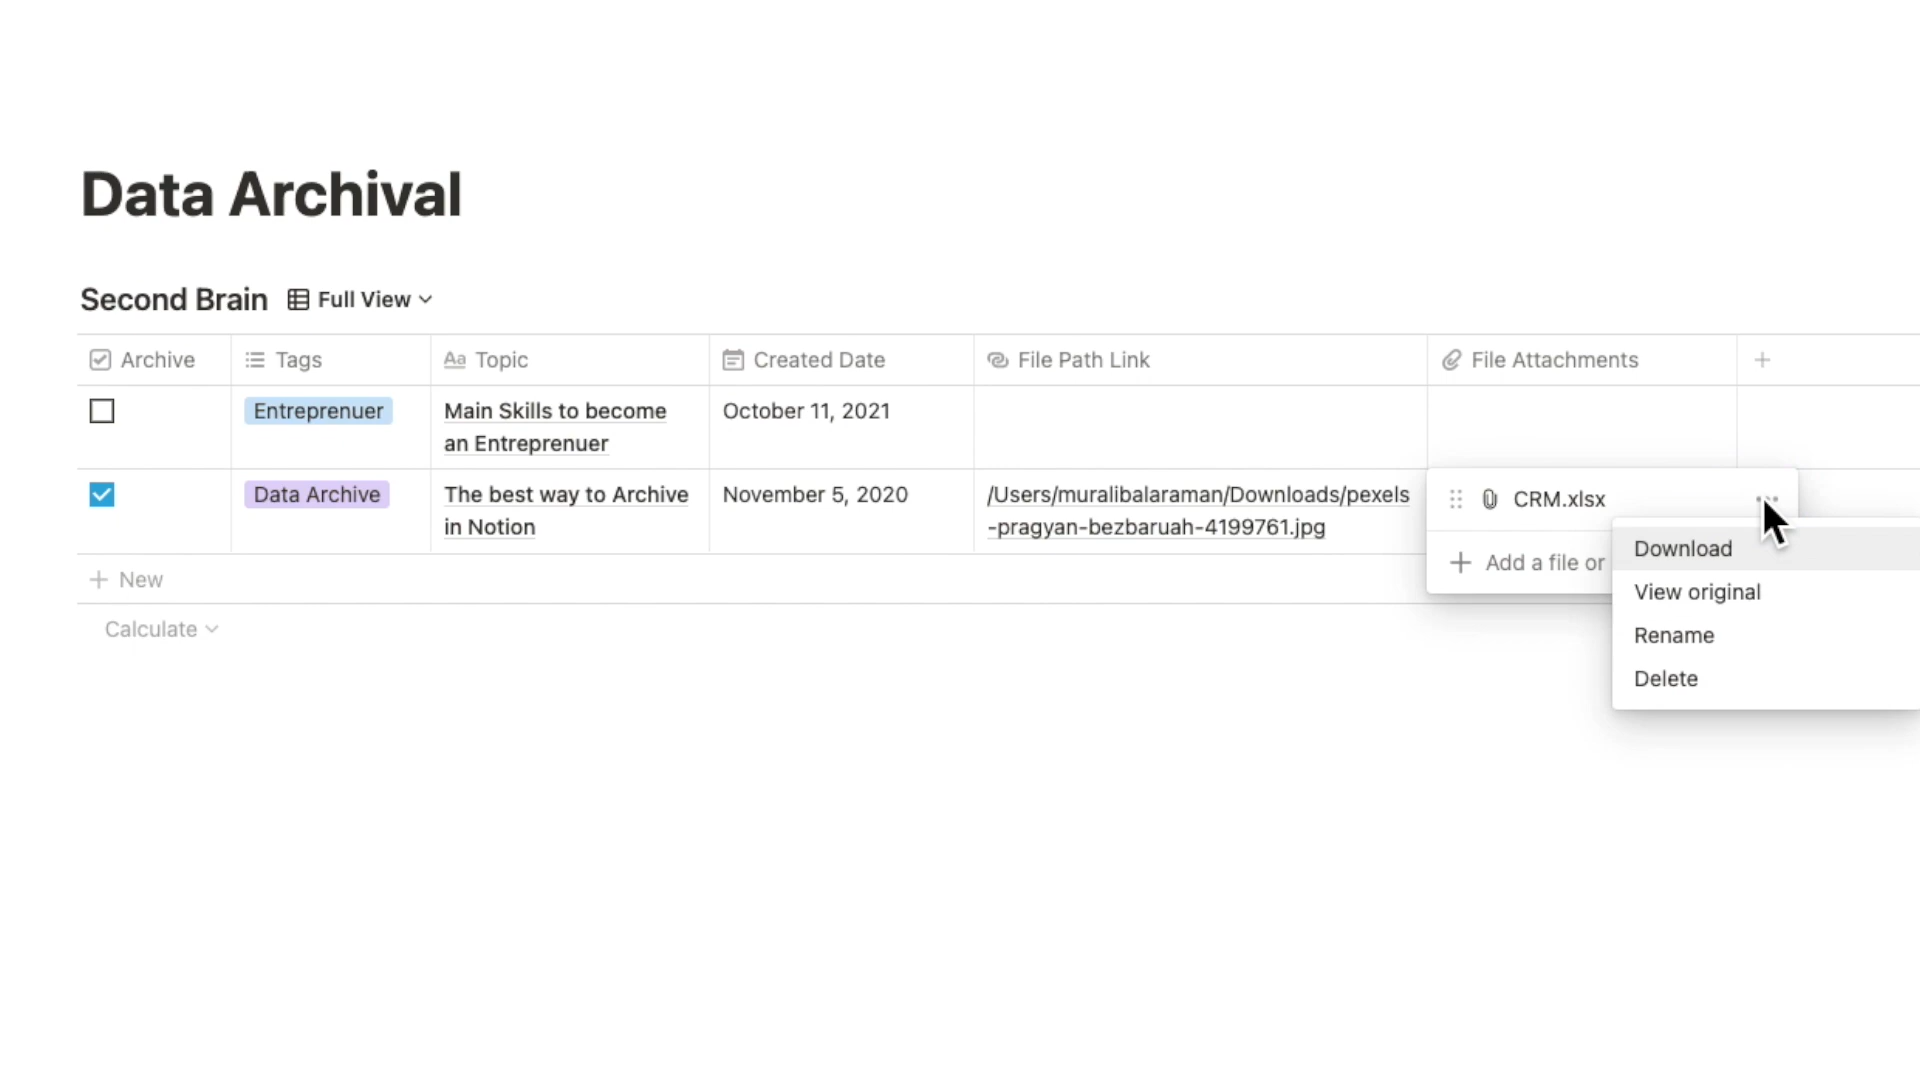 Data Archival
Second Brain Full View
Archive Tags Aa Topic Created Date File Path Link File Attachments +
Entreprenuer Main Skills to become October 11, 2021
an Entreprenuer
Data Archive The best way to Archive November 5, 2020 /Users/muralibalaraman/Downloads/pexels CRM.xlsx
in Notion -pragyan-bezbaruah-4199761.jpg
+ Add a file or
+ New
Calculate
Download
View original
Rename
Delete